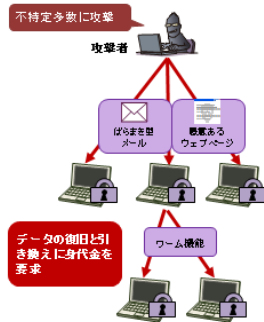 不特定多数に攻撃
攻撃者
ばらまき型
メール
悪意ある
ウェブページ
データの復旧と引
き換えに身代金を
要求
ワーム機能